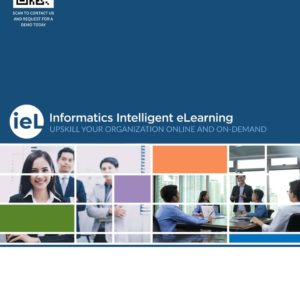 SCAN TO CONTACT US
AND REQUEST FOR A
DEMO TODAY
ieL
Informatics Intelligent eLearning
UPSKILL YOUR ORGANIZATION ONLINE AND ON-DEMAND